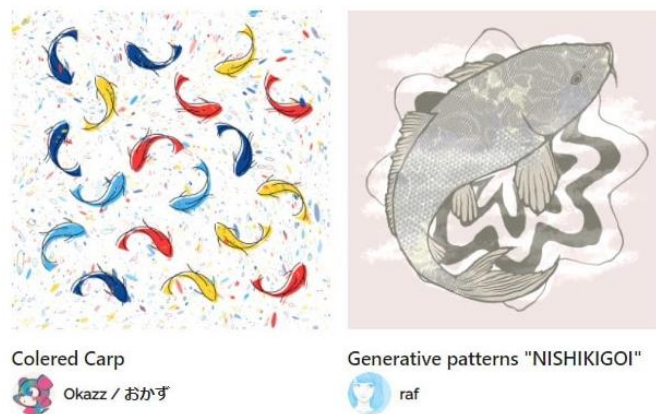 Colered Carp
Okazz / おかず
Generative patterns "NISHIKIGOI"
raf